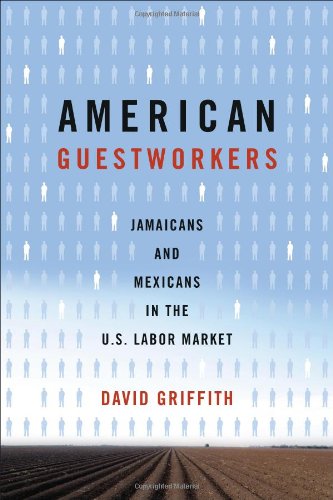 AMERICAN
GUESTWORKERS
JAMAICANS
AND
MEXICANS
IN THE
U.S. LABOR MARKET
DAVID GRIFFITH